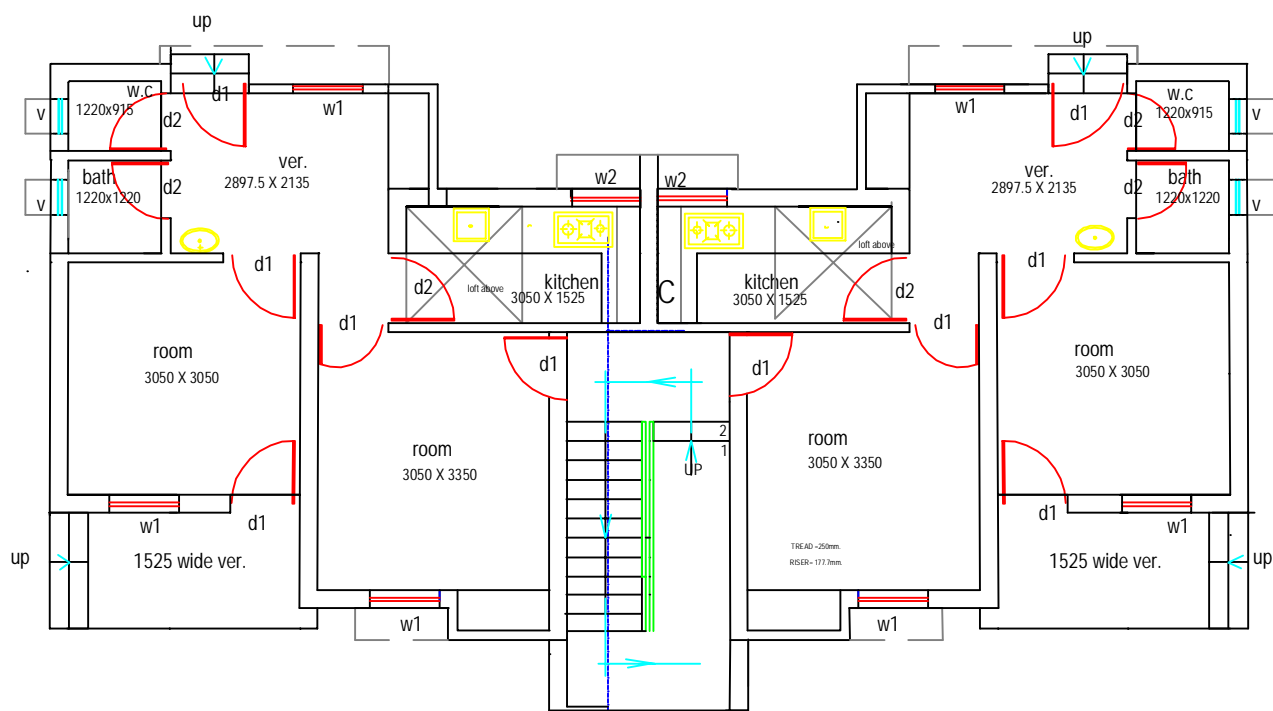 up
up
w.c
1220x915
v
d1
d2
w1
w1
d1
w.c
1220x915
d2
v
ver.
2897.5 X 2135
ver.
2897.5 X 2135
bath
1220x1220
v
d2
w2
w2
d2
bath
1220x1220
v
loft above
d1
d1
d2
loft above
kitchen
3050 X 1525
C
kitchen
3050 X 1525
d2
d1
d1
room
3050 X 3050
d1
d1
room
3050 X 3050
room
3050 X 3350
2
1
UP
room
3050 X 3350
w1
d1
d1
w1
TREAD =250mm.
RISER= 177.7mm.
up
1525 wide ver.
1525 wide ver.
up
w1
w1